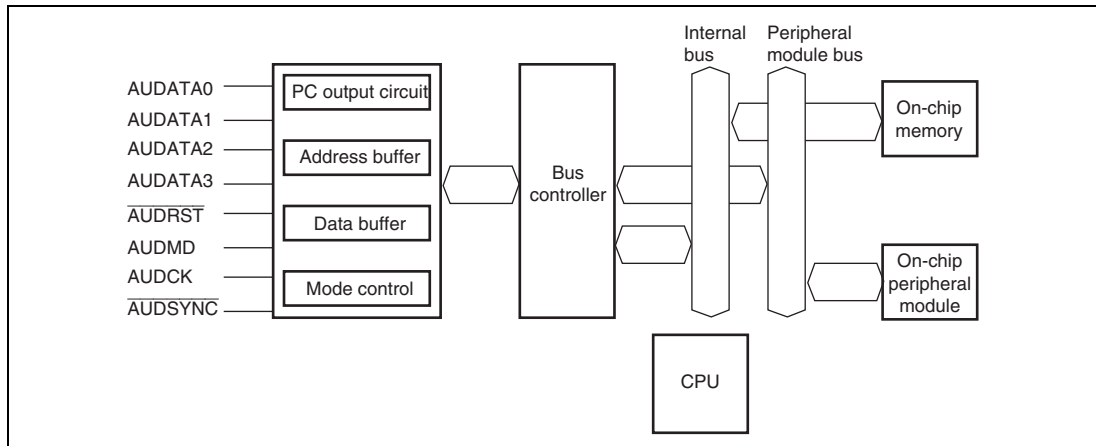 AUDATA0
AUDATA1
AUDATA2
AUDATA3
AUDRST
AUDMD
AUDCK
AUDSYNC
PC output circuit
Address buffer
Data buffer
Mode control
Bus
controller
Internal
bus
Peripheral
module bus
On-chip
memory
On-chip
peripheral
module
CPU